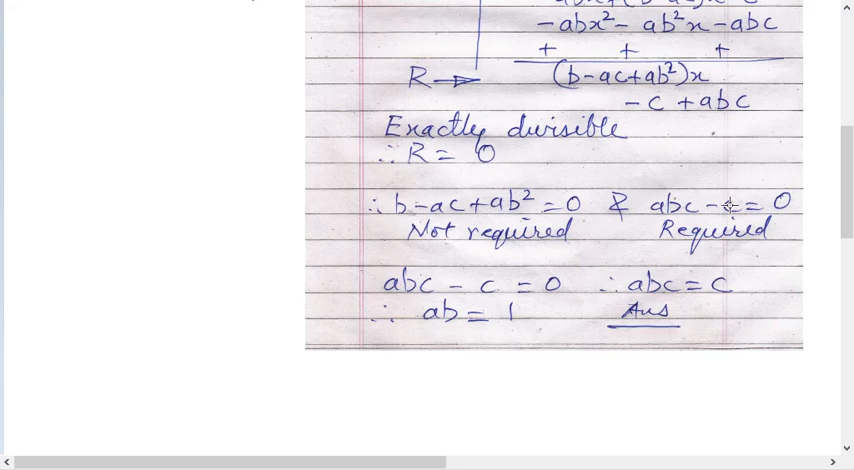 -abx² - ab²x - abc
+ + +
R → (b-ac+ab²)x
- c + abc
Exactly divisible
∴ R = 0
∴ b-ac+ab² = 0 & abc - c = 0
Not required Required
abc - c = 0 ∴ abc = c
∴ ab = 1 Ans